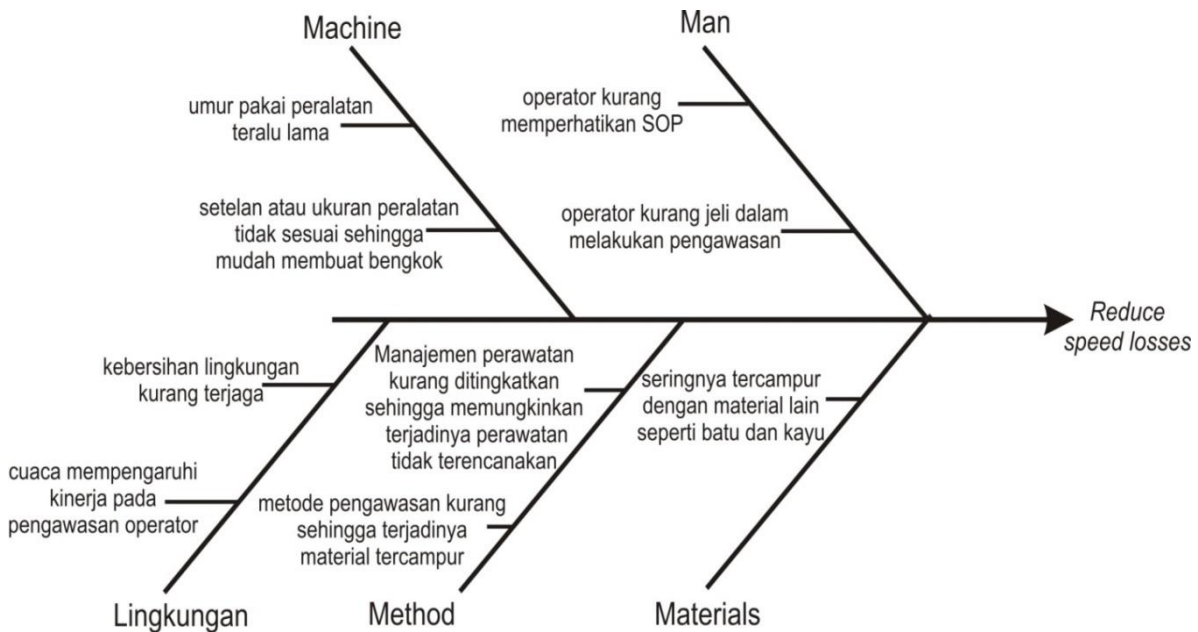 Machine
Man
umur pakai peralatan
teralu lama
operator kurang
memperhatikan SOP
setelan atau ukuran peralatan
tidak sesuai sehingga
mudah membuat bengkok
operator kurang jeli dalam
melakukan pengawasan
Reduce
speed losses
kebersihan lingkungan
kurang terjaga
cuaca mempengaruhi
kinerja pada
pengawasan operator
Manajemen perawatan
kurang ditingkatkan
sehingga memungkinkan
terjadinya perawatan
tidak terencanakan
metode pengawasan kurang
sehingga terjadinya
material tercampur
seringnya tercampur
dengan material lain
seperti batu dan kayu
Lingkungan
Method
Materials